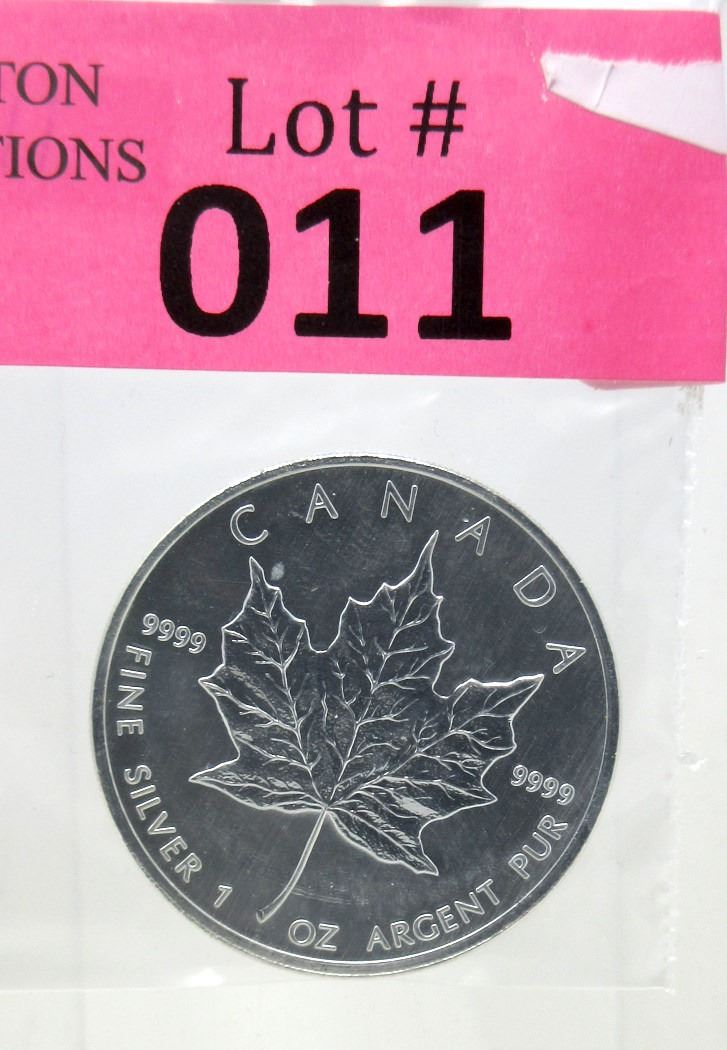 TON
TIONS
Lot #
011
CANADA
9999
9999
FINE SILVER 1 OZ ARGENT PUR